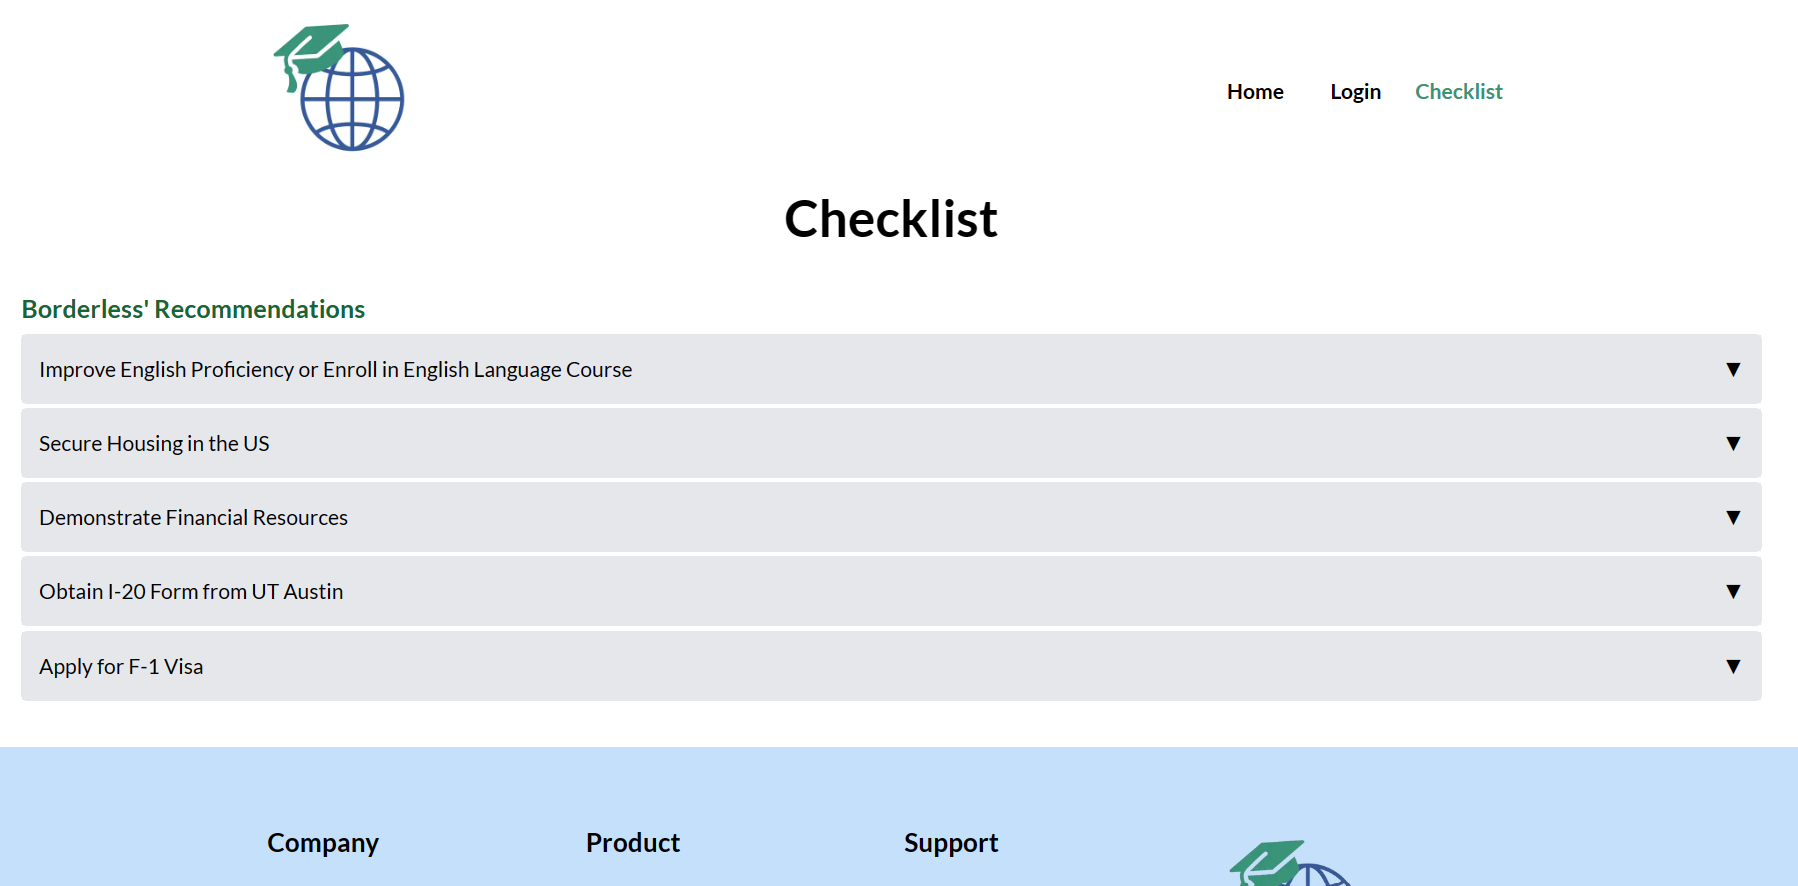 Home Login Checklist
Checklist
Borderless' Recommendations
Improve English Proficiency or Enroll in English Language Course ▼
Secure Housing in the US ▼
Demonstrate Financial Resources ▼
Obtain I-20 Form from UT Austin ▼
Apply for F-1 Visa ▼
Company Product Support